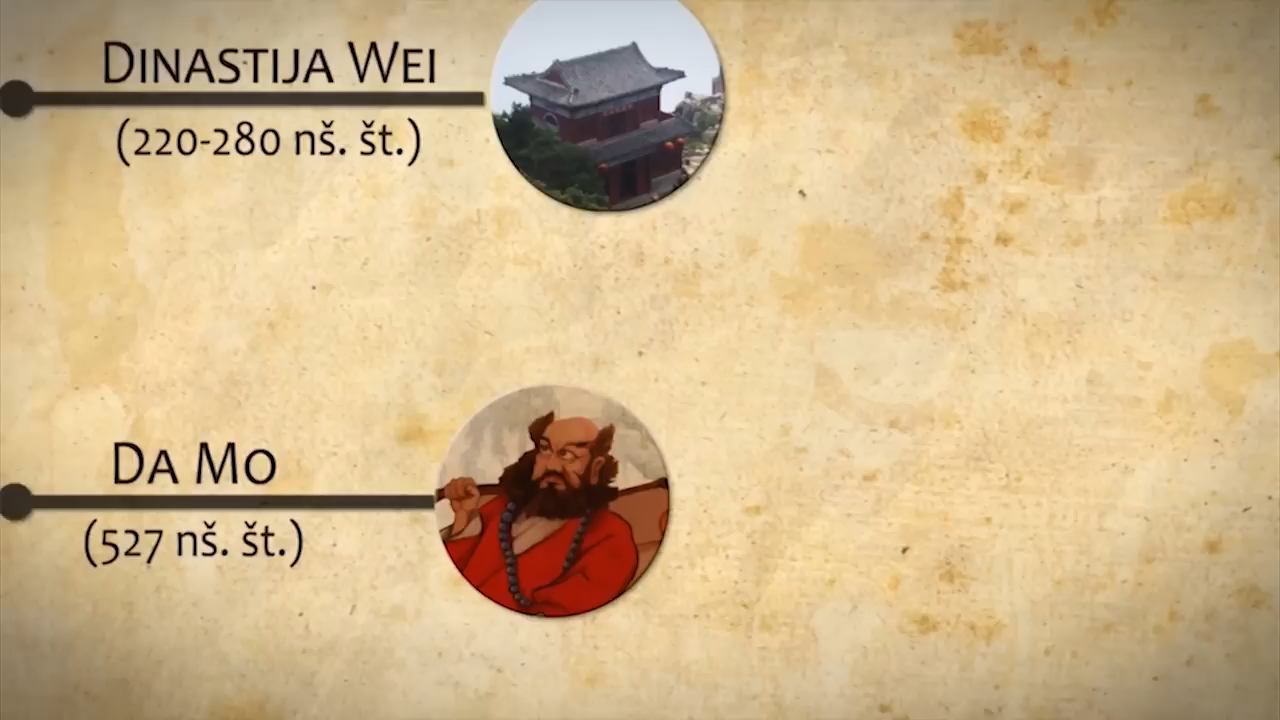 Dinastija Wei
(220-280 nš. št.)
Da Mo
(527 nš. št.)